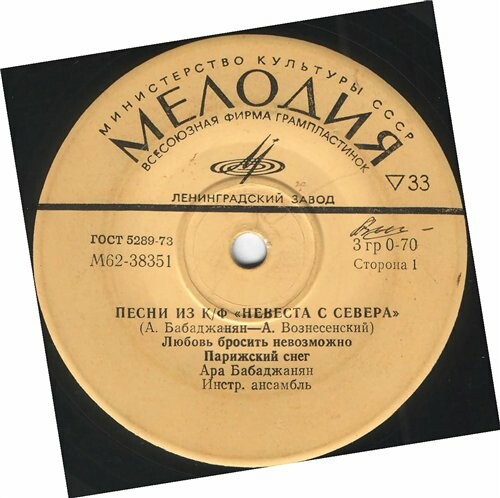 МИНИСТЕРСТВО КУЛЬТУРЫ СССР
МЕЛОДИЯ
ВСЕСОЮЗНАЯ ФИРМА ГРАМПЛАСТИНОК
ЛЕНИНГРАДСКИЙ ЗАВОД
▽33
ГОСТ 5289-73
М62-38351
3 гр 0-70
Сторона 1
ПЕСНИ ИЗ К/Ф «НЕВЕСТА С СЕВЕРА»
(А. Бабаджанян—А. Вознесенский)
Любовь бросить невозможно
Парижский снег
Ара Бабаджанян
Инстр. ансамбль